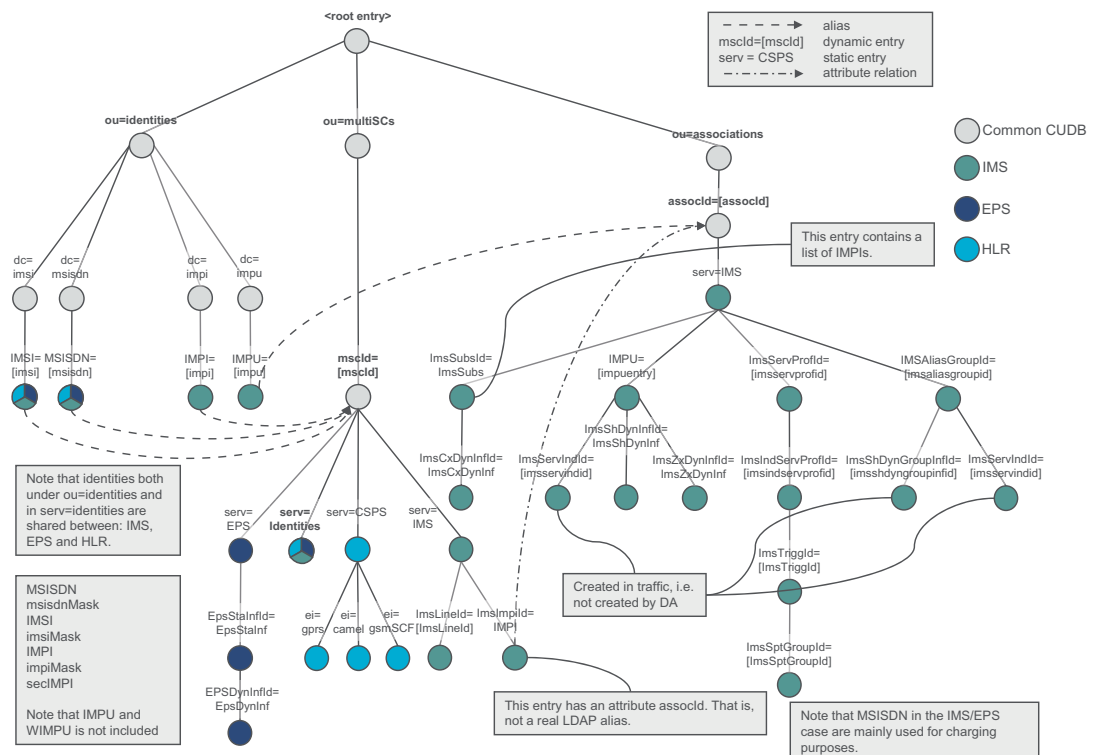 <root entry>
alias
mscId=[mscId] dynamic entry
serv = CSPS static entry
attribute relation
ou=identities
ou=multiSCs
ou=associations
Common CUDB
IMS
EPS
HLR
assocId=[assocId]
This entry contains a
list of IMPIs.
dc=
imsi
dc=
msisdn
dc=
impi
dc=
impu
serv=IMS
IMSI=
[imsi]
MSISDN=
[msisdn]
IMPI=
[impi]
IMPU=
[impu]
mscId=
[mscId]
ImsSubsId=
ImsSubs
IMPU=
[impuentry]
ImsServProfId=
[imsservprofid]
IMSAliasGroupId=
[imsaliasgroupid]
ImsShDynInfId=
ImsShDynInf
ImsCxDynInfId=
ImsCxDynInf
ImsServIndId=
[imsservindid]
ImsZxDynInfId=
ImsZxDynInf
ImsIndServProfId=
[imsindservprofid]
ImsShDynGroupInfId=
[imsshdyngroupinfid]
ImsServIndId=
[imsservindid]
Note that identities both
under ou=identities and
in serv=identities are
shared between: IMS,
EPS and HLR.
serv=
EPS
serv=
Identities
serv=CSPS
serv=
IMS
Created in traffic, i.e.
not created by DA
ImsTriggId=
[ImsTriggId]
MSISDN
msisdnMask
IMSI
imsiMask
IMPI
impiMask
secIMPI
Note that IMPU and
WIMPU is not included
EpsStaInfId=
EpsStaInf
ei=
gprs
ei=
camel
ei=
gsmSCF
ImsLineId=
[ImsLineId]
ImsImpiId=
IMPI
ImsSptGroupId=
[ImsSptGroupId]
EPSDynInfId=
EpsDynInf
This entry has an attribute assocId. That is,
not a real LDAP alias.
Note that MSISDN in the IMS/EPS
case are mainly used for charging
purposes.